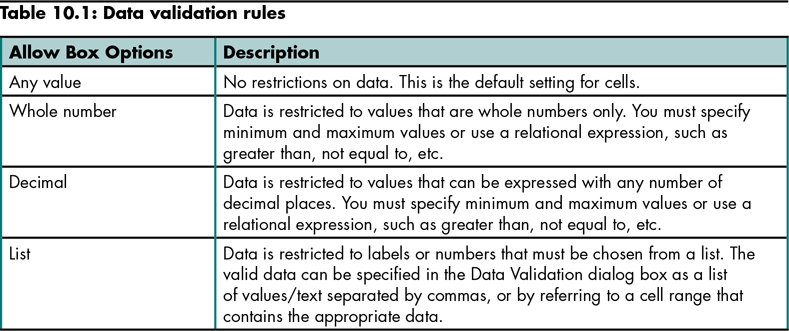 Table 10.1: Data validation rules
Allow Box Options Description
Any value No restrictions on data. This is the default setting for cells.
Whole number Data is restricted to values that are whole numbers only. You must specify
minimum and maximum values or use a relational expression, such as
greater than, not equal to, etc.
Decimal Data is restricted to values that can be expressed with any number of
decimal places. You must specify minimum and maximum values or use a
relational expression, such as greater than, not equal to, etc.
List Data is restricted to labels or numbers that must be chosen from a list. The
valid data can be specified in the Data Validation dialog box as a list
of values/text separated by commas, or by referring to a cell range that
contains the appropriate data.